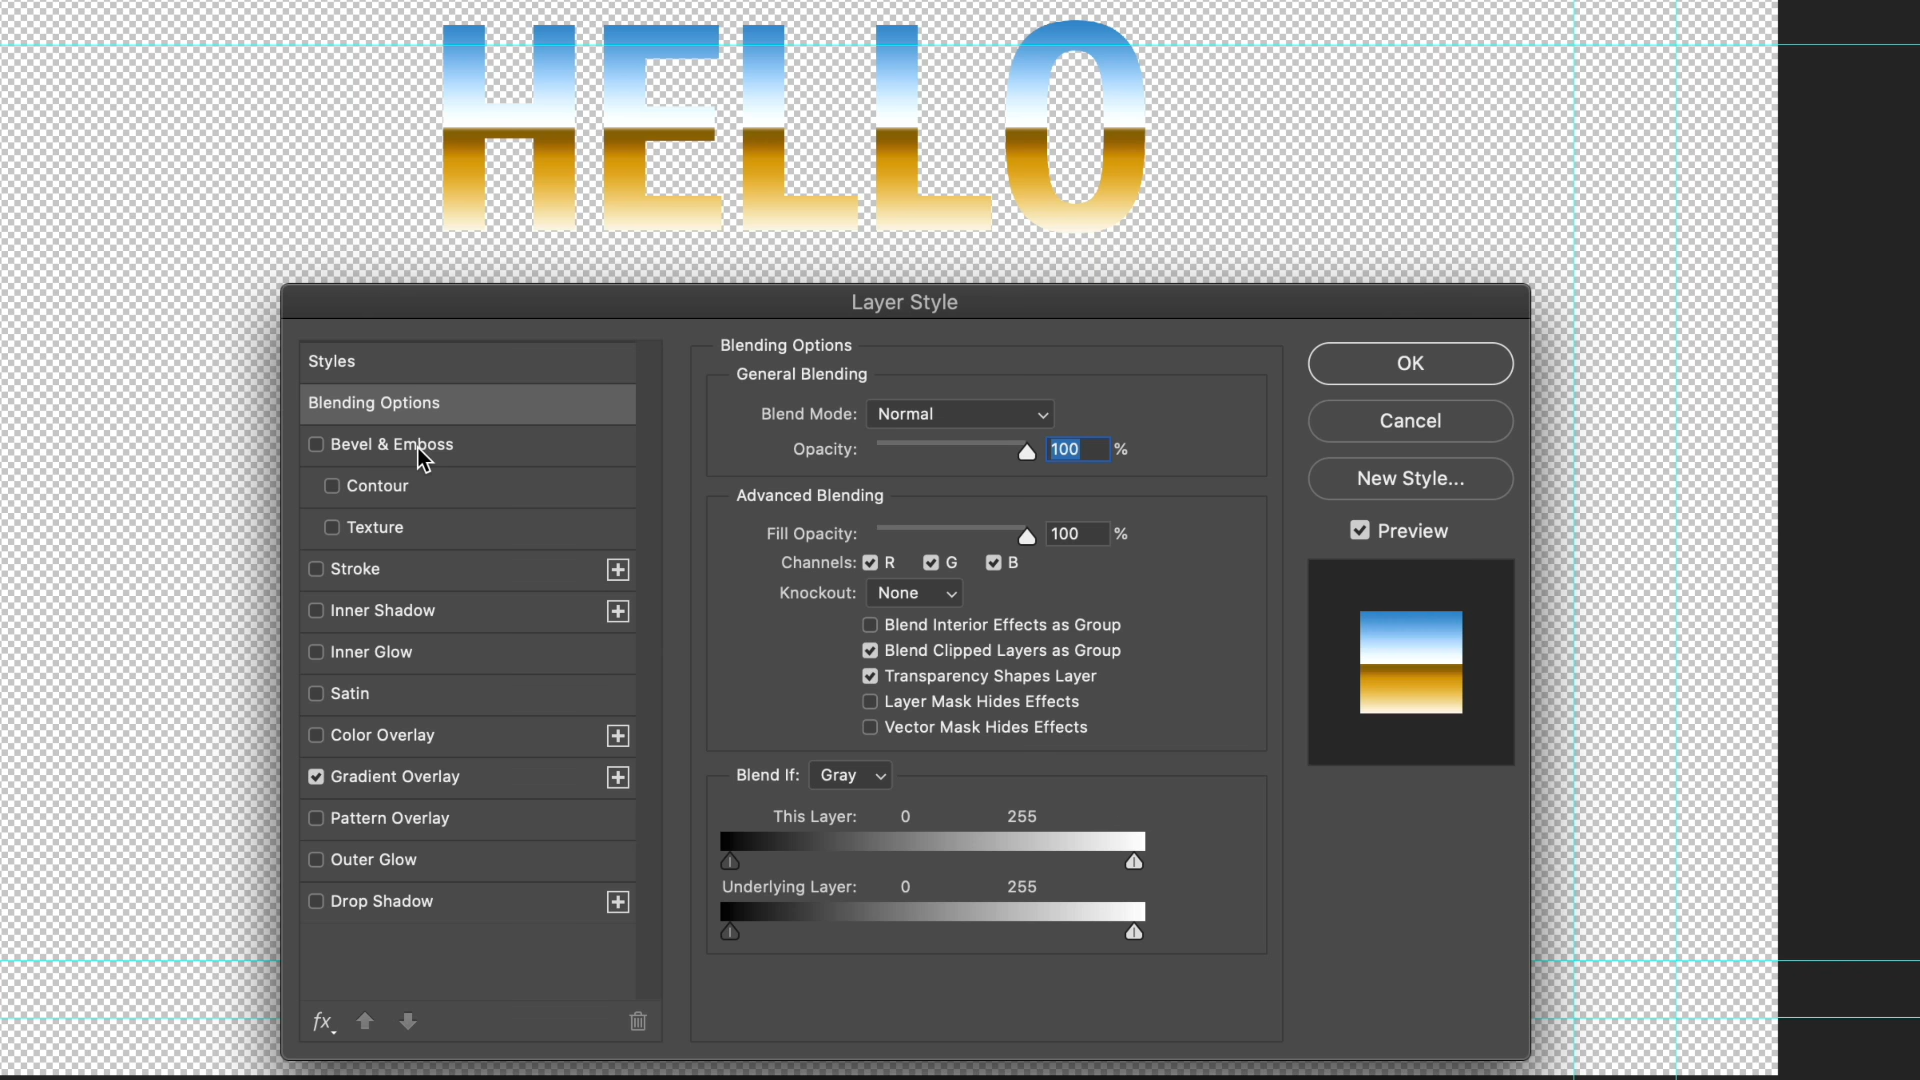 HELLO
Layer Style
Styles
Blending Options
Bevel & Emboss
Contour
Texture
Stroke
Inner Shadow
Inner Glow
Satin
Color Overlay
Gradient Overlay
Pattern Overlay
Outer Glow
Drop Shadow
fx
Blending Options
General Blending
Blend Mode: Normal
Opacity: 100 %
Advanced Blending
Fill Opacity: 100 %
Channels: R G B
Knockout: None
Blend Interior Effects as Group
Blend Clipped Layers as Group
Transparency Shapes Layer
Layer Mask Hides Effects
Vector Mask Hides Effects
Blend If: Gray
This Layer: 0 255
Underlying Layer: 0 255
OK
Cancel
New Style...
Preview